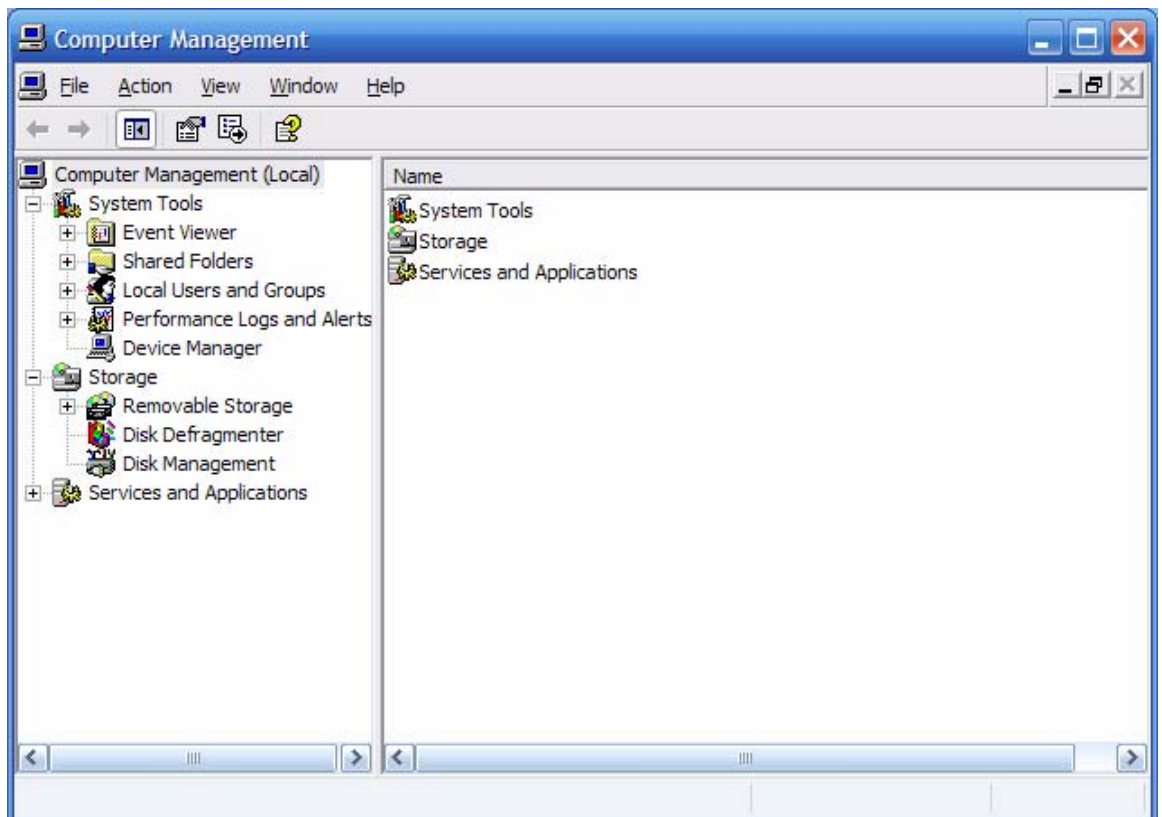 Computer Management
File Action View Window Help
Computer Management (Local)
System Tools
Event Viewer
Shared Folders
Local Users and Groups
Performance Logs and Alerts
Device Manager
Storage
Removable Storage
Disk Defragmenter
Disk Management
Services and Applications
Name
System Tools
Storage
Services and Applications